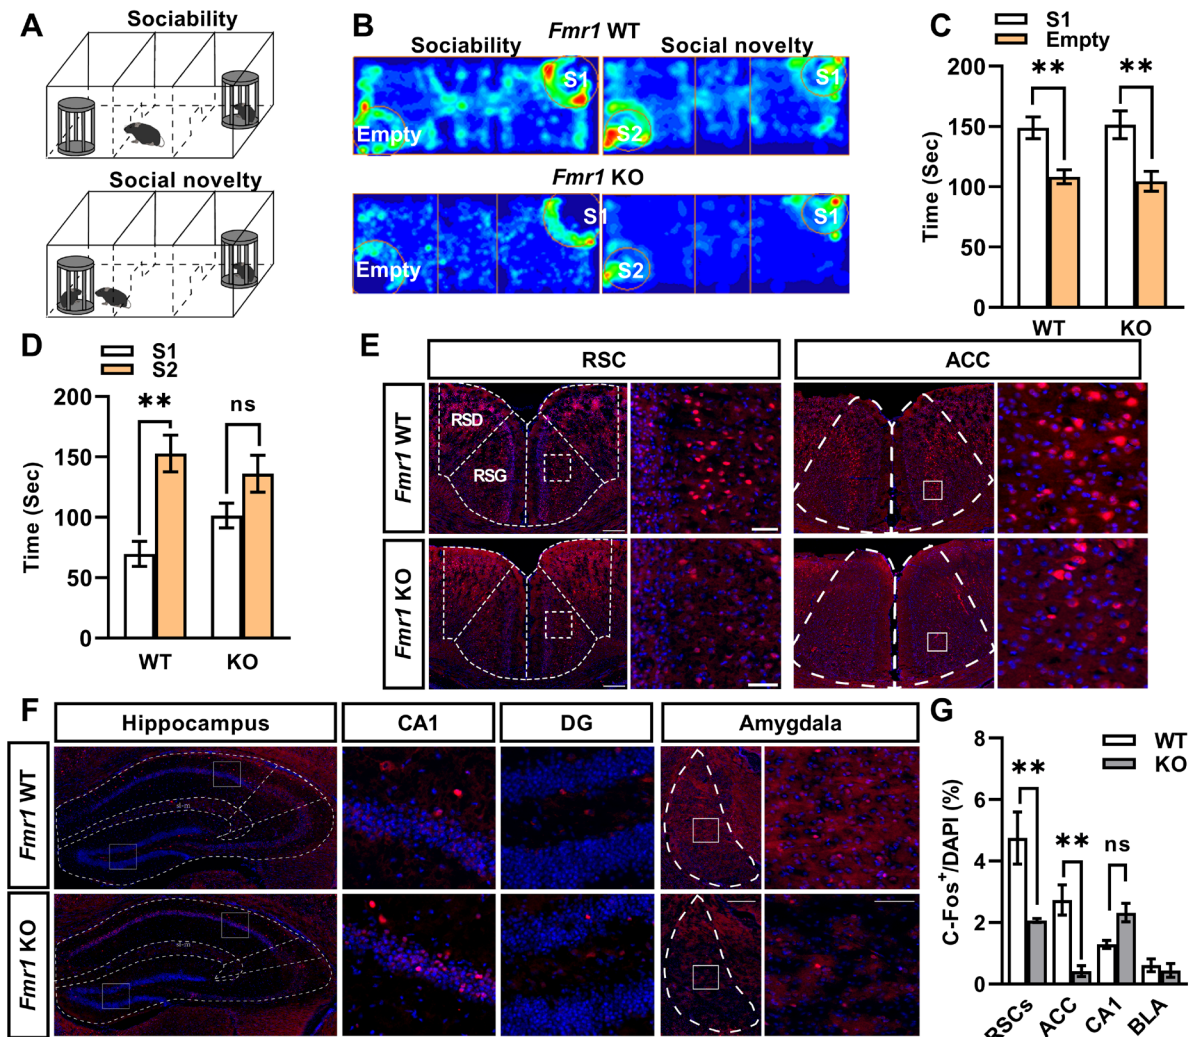 A
Sociability
Social novelty
B
Fmr1 WT
Sociability
Social novelty
S1
Empty
S1
S2
Fmr1 KO
S1
Empty
S1
S2
C
S1
Empty
200
**
**
150
100
50
0
Time (Sec)
WT
KO
D
S1
S2
200
**
ns
150
100
50
0
Time (Sec)
WT
KO
E
RSC
ACC
Fmr1 WT
RSD
RSG
Fmr1 KO
F
Hippocampus
CA1
DG
Amygdala
Fmr1 WT
Fmr1 KO
G
WT
KO
8
6
4
2
0
**
**
ns
C-Fos⁺/DAPI (%)
RSCs
ACC
CA1
BLA